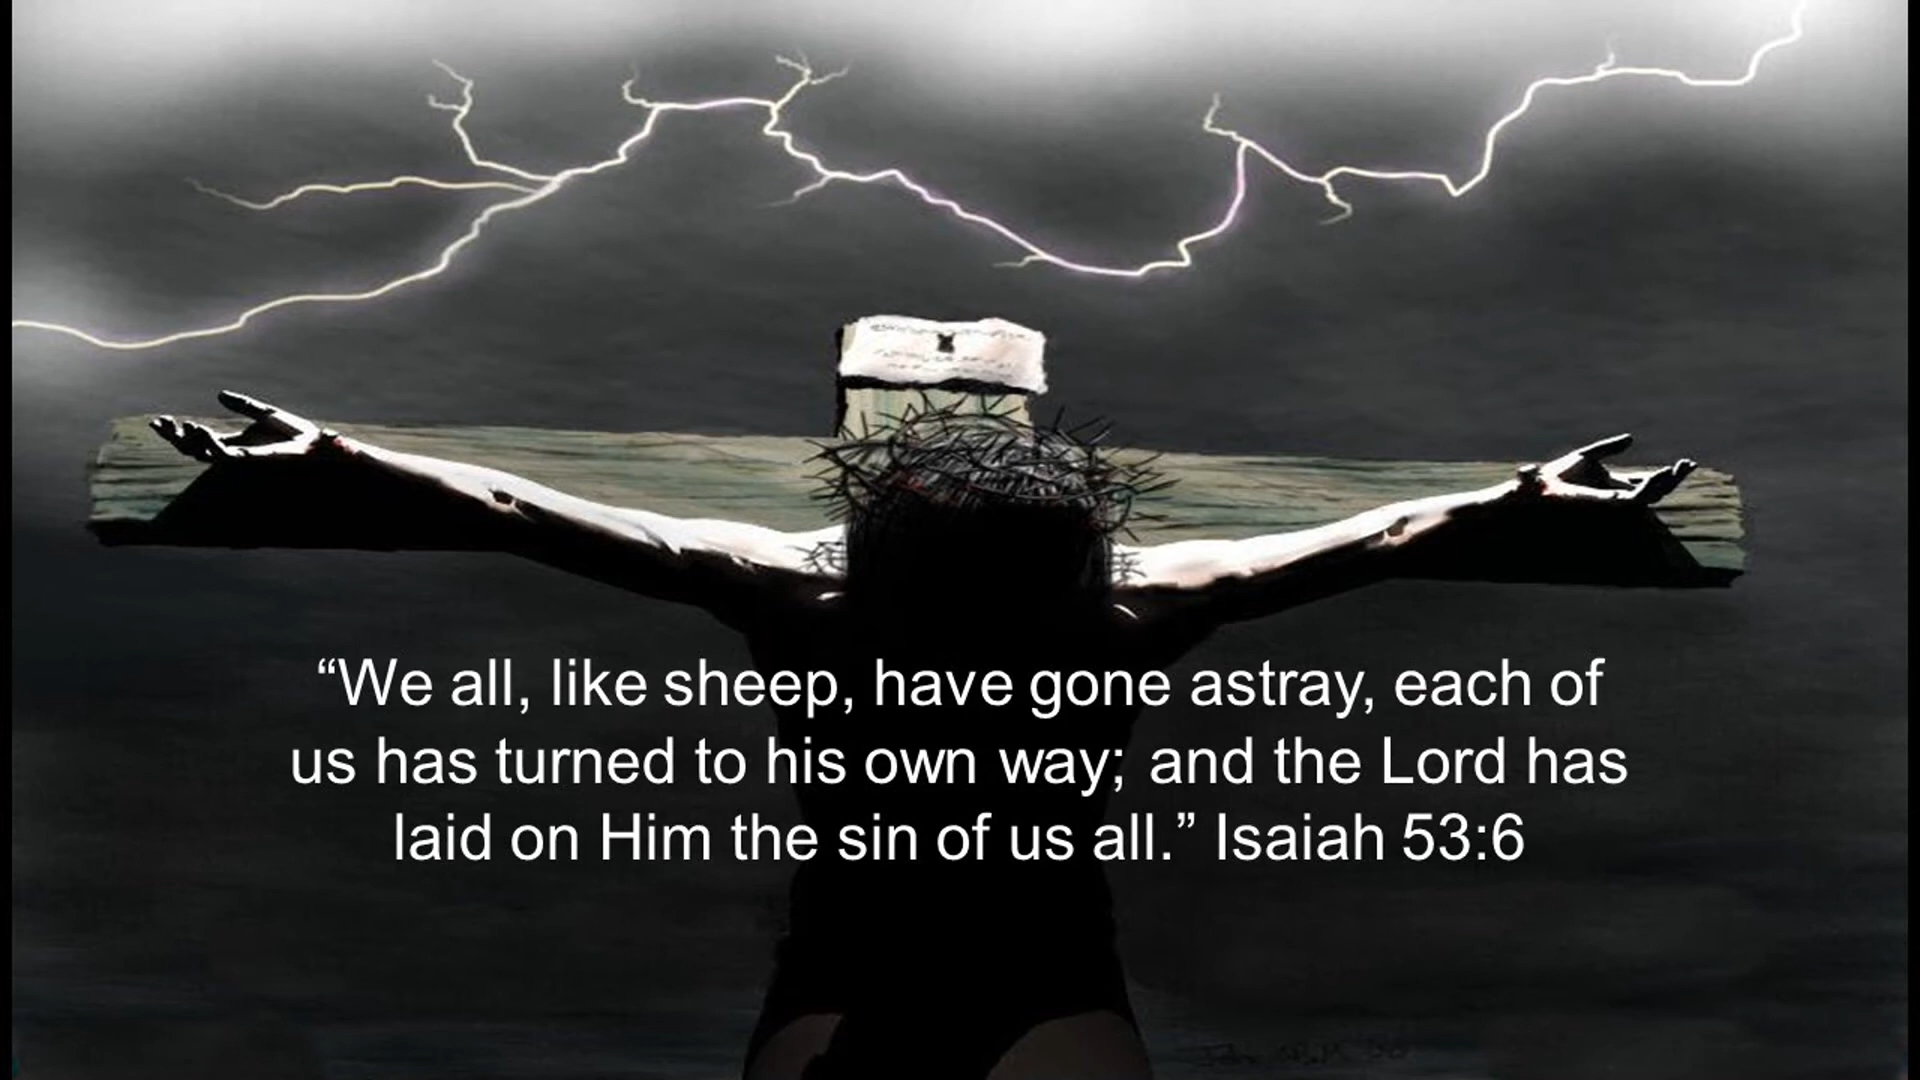 “We all, like sheep, have gone astray, each of
us has turned to his own way; and the Lord has
laid on Him the sin of us all.” Isaiah 53:6